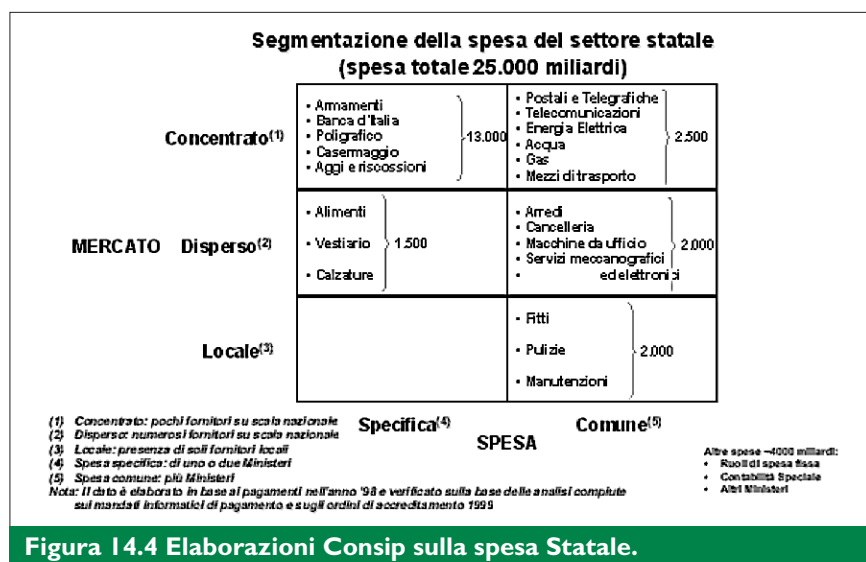 Segmentazione della spesa del settore statale
(spesa totale 25.000 miliardi)
Concentrato(1)
• Armamenti
• Banca d'Italia
• Poligrafico
• Casermaggio
• Aggi e riscossioni
13.000
• Postali e Telegrafiche
• Telecomunicazioni
• Energia Elettrica
• Acqua
• Gas
• Mezzi di trasporto
2.500
MERCATO Disperso(2)
• Alimenti
• Vestiario
• Calzature
1.500
• Arredi
• Cancelleria
• Macchine da ufficio
• Servizi meccanografici
• ed elettronici
2.000
Locale(3)
• Fitti
• Pulizie
• Manutenzioni
2.000
Specifica(4)
Comune(5)
SPESA
(1) Concentrato: pochi fornitori su scala nazionale
(2) Disperso: numerosi fornitori su scala nazionale
(3) Locale: presenza di soli fornitori locali
(4) Spesa specifica: di uno o due Ministeri
(5) Spesa comune: più Ministeri
Nota: Il dato è elaborato in base ai pagamenti nell'anno '98 e verificato sulla base delle analisi compiute
sui mandati informatici di pagamento e sugli ordini di accreditamento 1999
Altre spese ~4000 miliardi:
• Ruoli di spesa fissa
• Contabilità Speciale
• Altri Ministeri
Figura 14.4 Elaborazioni Consip sulla spesa Statale.